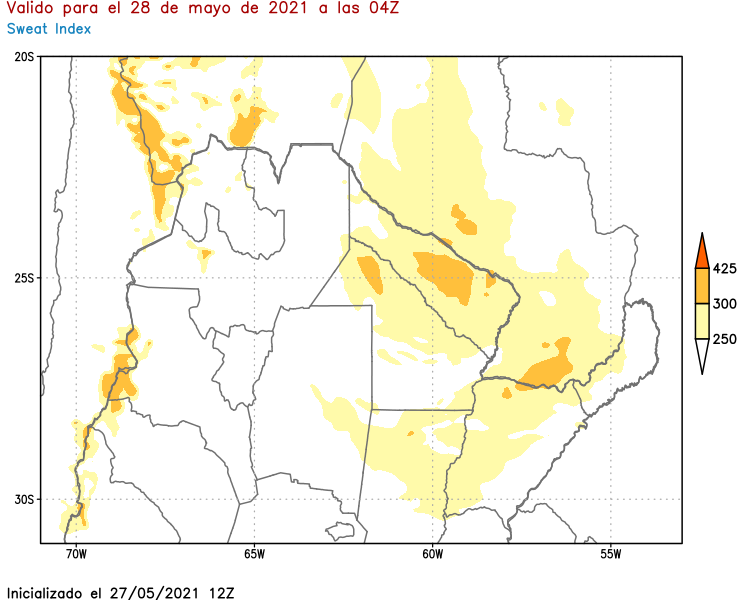 Valido para el 28 de mayo de 2021 a las 04Z
Sweat Index
20S
25S
30S
70W
65W
60W
55W
425
300
250
Inicializado el 27/05/2021 12Z